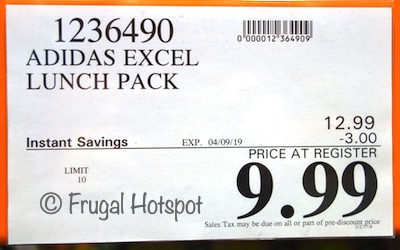 1236490
0 000012 364909
ADIDAS EXCEL
LUNCH PACK
12.99
Instant Savings EXP. 04/09/19 -3.00
PRICE AT REGISTER
LIMIT
10
9.99
© Frugal Hotspot
Sales Tax may be due on all or part of pre-discount price